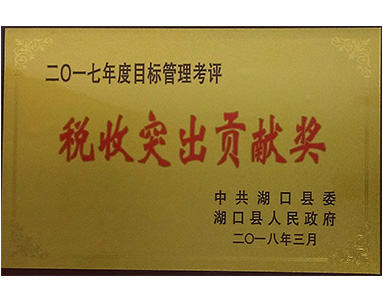 二〇一七年度目标管理考评
税收突出贡献奖
中共湖口县委
湖口县人民政府
二〇一八年三月